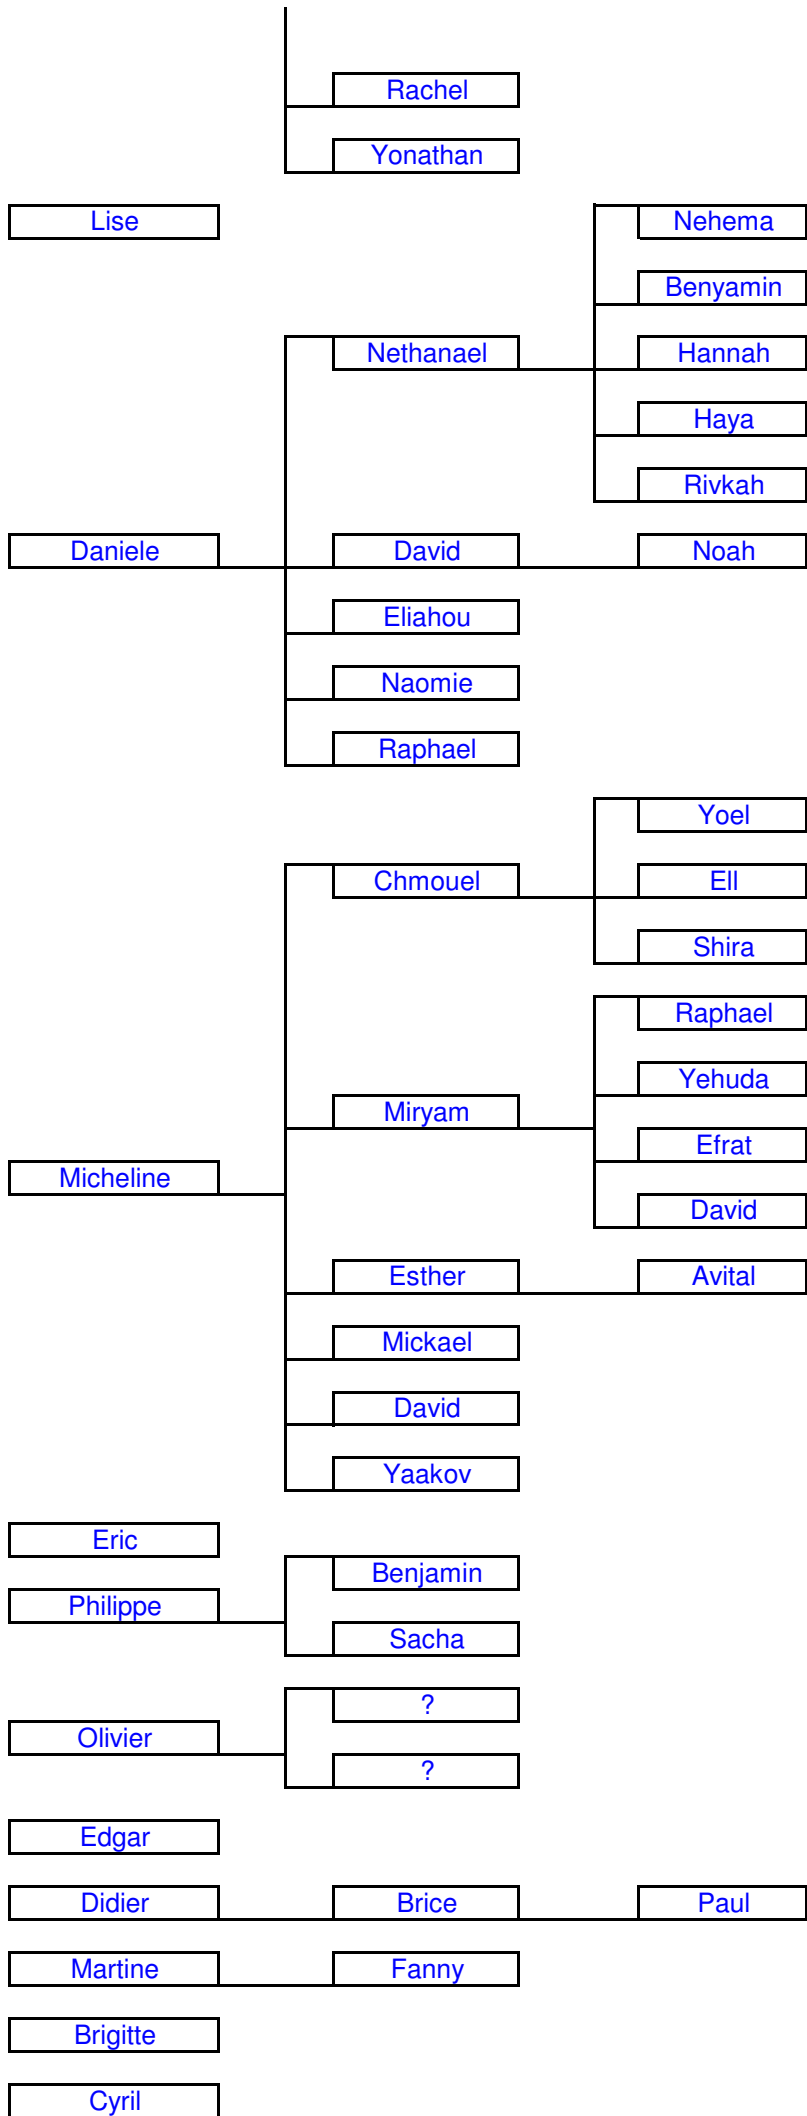 Rachel
Yonathan
Lise Nehema
Benyamin
Nethanael Hannah
Haya
Rivkah
Daniele David Noah
Eliahou
Naomie
Raphael
Yoel
Chmouel Ell
Shira
Raphael
Yehuda
Miryam
Efrat
Micheline
David
Esther Avital
Mickael
David
Yaakov
Eric
Benjamin
Philippe
Sacha
?
Olivier
?
Edgar
Didier Brice Paul
Martine Fanny
Brigitte
Cyril